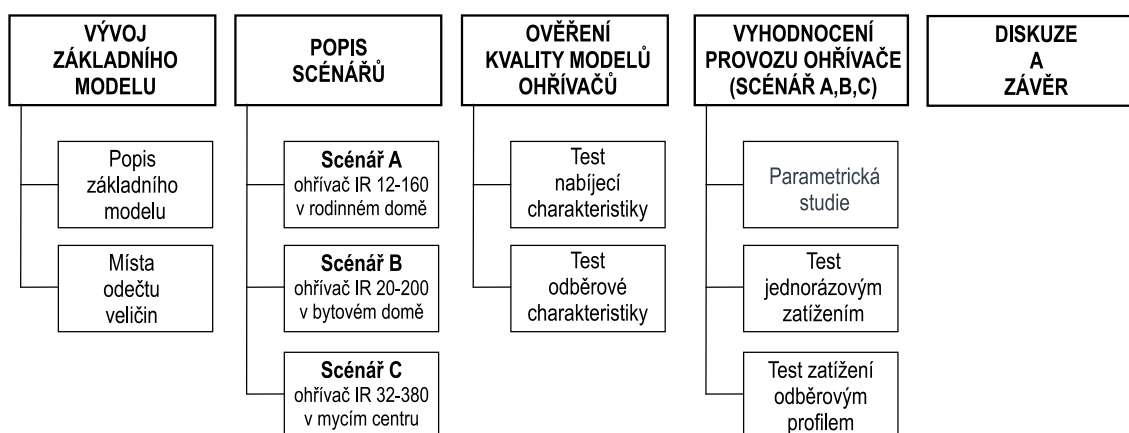 VÝVOJ
ZÁKLADNÍHO
MODELU
Popis
základního
modelu
Místa
odečtu
veličin
POPIS
SCÉNÁŘŮ
Scénář A
ohřívač IR 12-160
v rodinném domě
Scénář B
ohřívač IR 20-200
v bytovém domě
Scénář C
ohřívač IR 32-380
v mycím centru
OVĚŘENÍ
KVALITY MODELŮ
OHŘÍVAČŮ
Test
nabíjecí
charakteristiky
Test
odběrové
charakteristiky
VYHODNOCENÍ
PROVOZU OHŘÍVAČE
(SCÉNÁŘ A,B,C)
Parametrická
studie
Test
jednorázovým
zatížením
Test zatížení
odběrovým
profilem
DISKUZE
A
ZÁVĚR